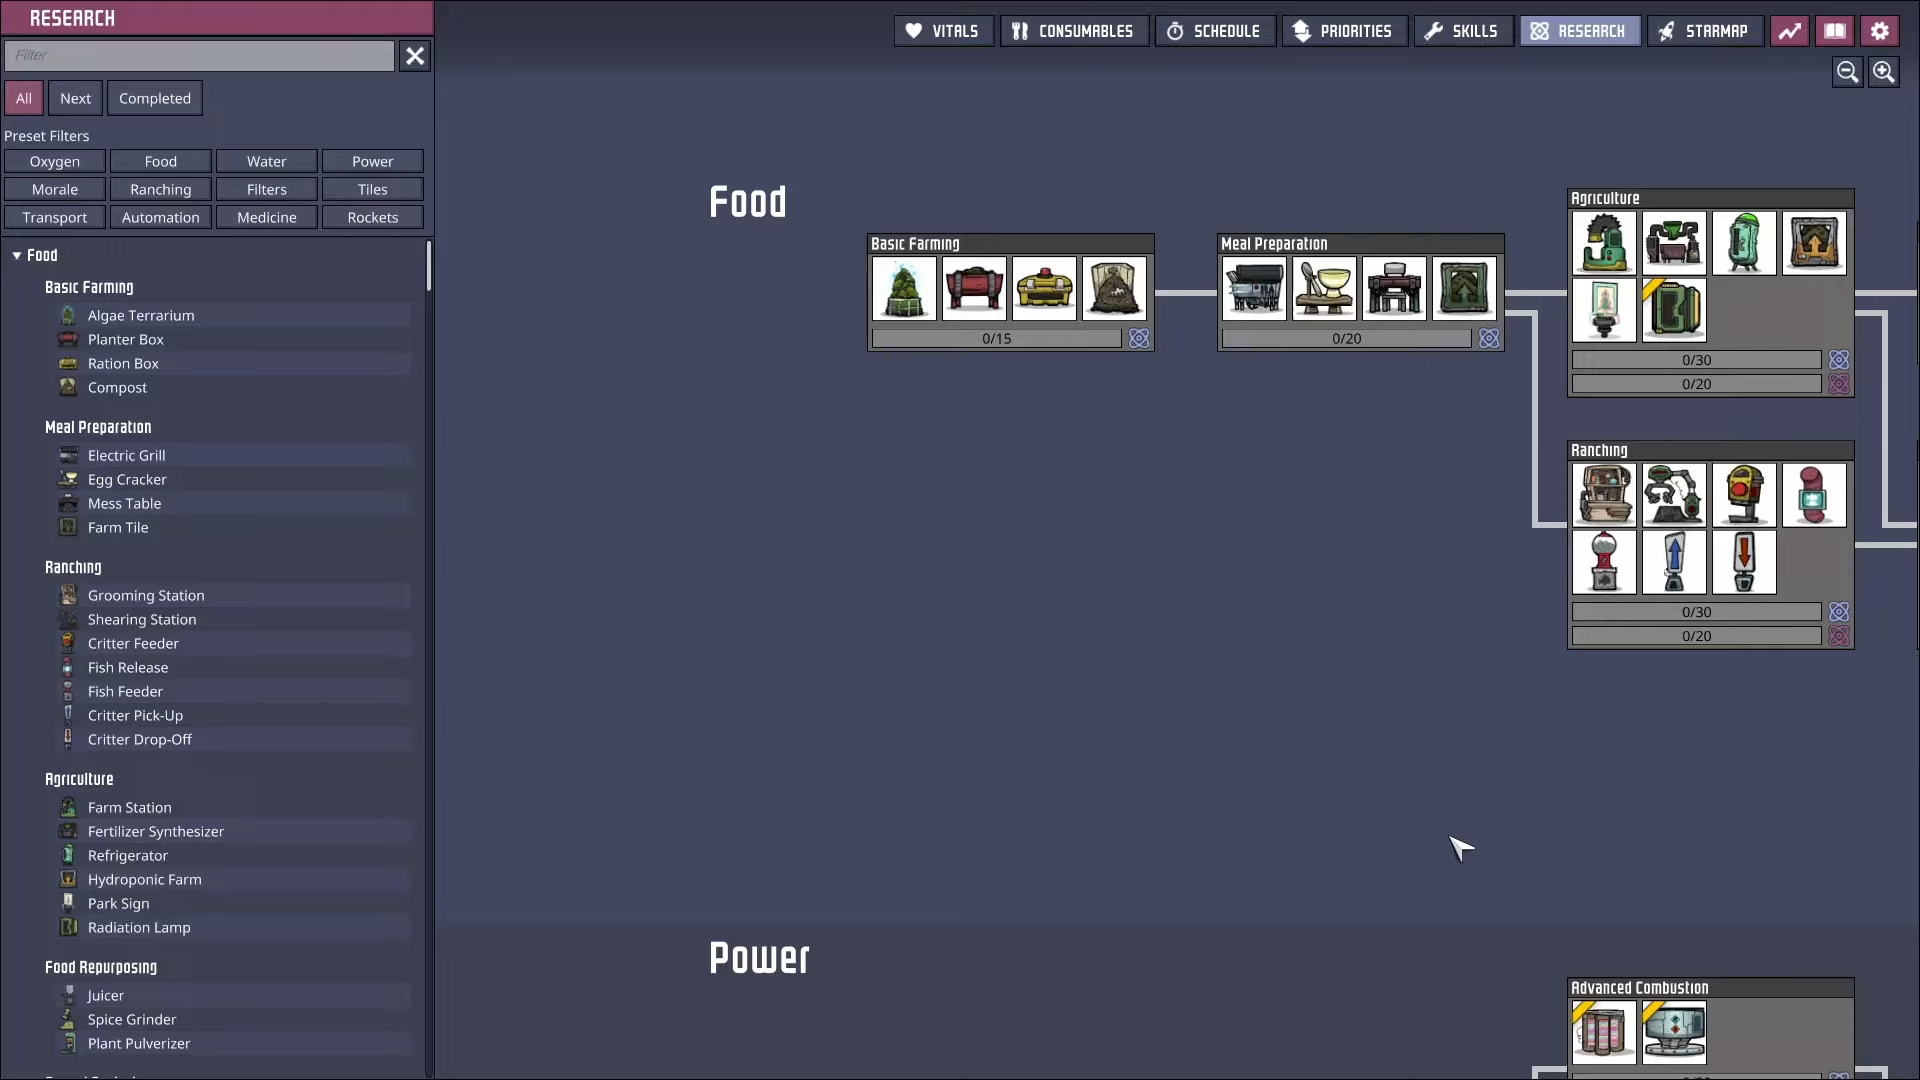 RESEARCH
Filter
All Next Completed
Preset Filters
Oxygen Food Water Power
Morale Ranching Filters Tiles
Transport Automation Medicine Rockets
Food
Basic Farming
Algae Terrarium
Planter Box
Ration Box
Compost
Meal Preparation
Electric Grill
Egg Cracker
Mess Table
Farm Tile
Ranching
Grooming Station
Shearing Station
Critter Feeder
Fish Release
Fish Feeder
Critter Pick-Up
Critter Drop-Off
Agriculture
Farm Station
Fertilizer Synthesizer
Refrigerator
Hydroponic Farm
Park Sign
Radiation Lamp
Food Repurposing
Juicer
Spice Grinder
Plant Pulverizer
VITALS CONSUMABLES SCHEDULE PRIORITIES SKILLS RESEARCH STARMAP
Food
Basic Farming
0/15
Meal Preparation
0/20
Agriculture
0/30
0/20
Ranching
0/30
0/20
Power
Advanced Combustion